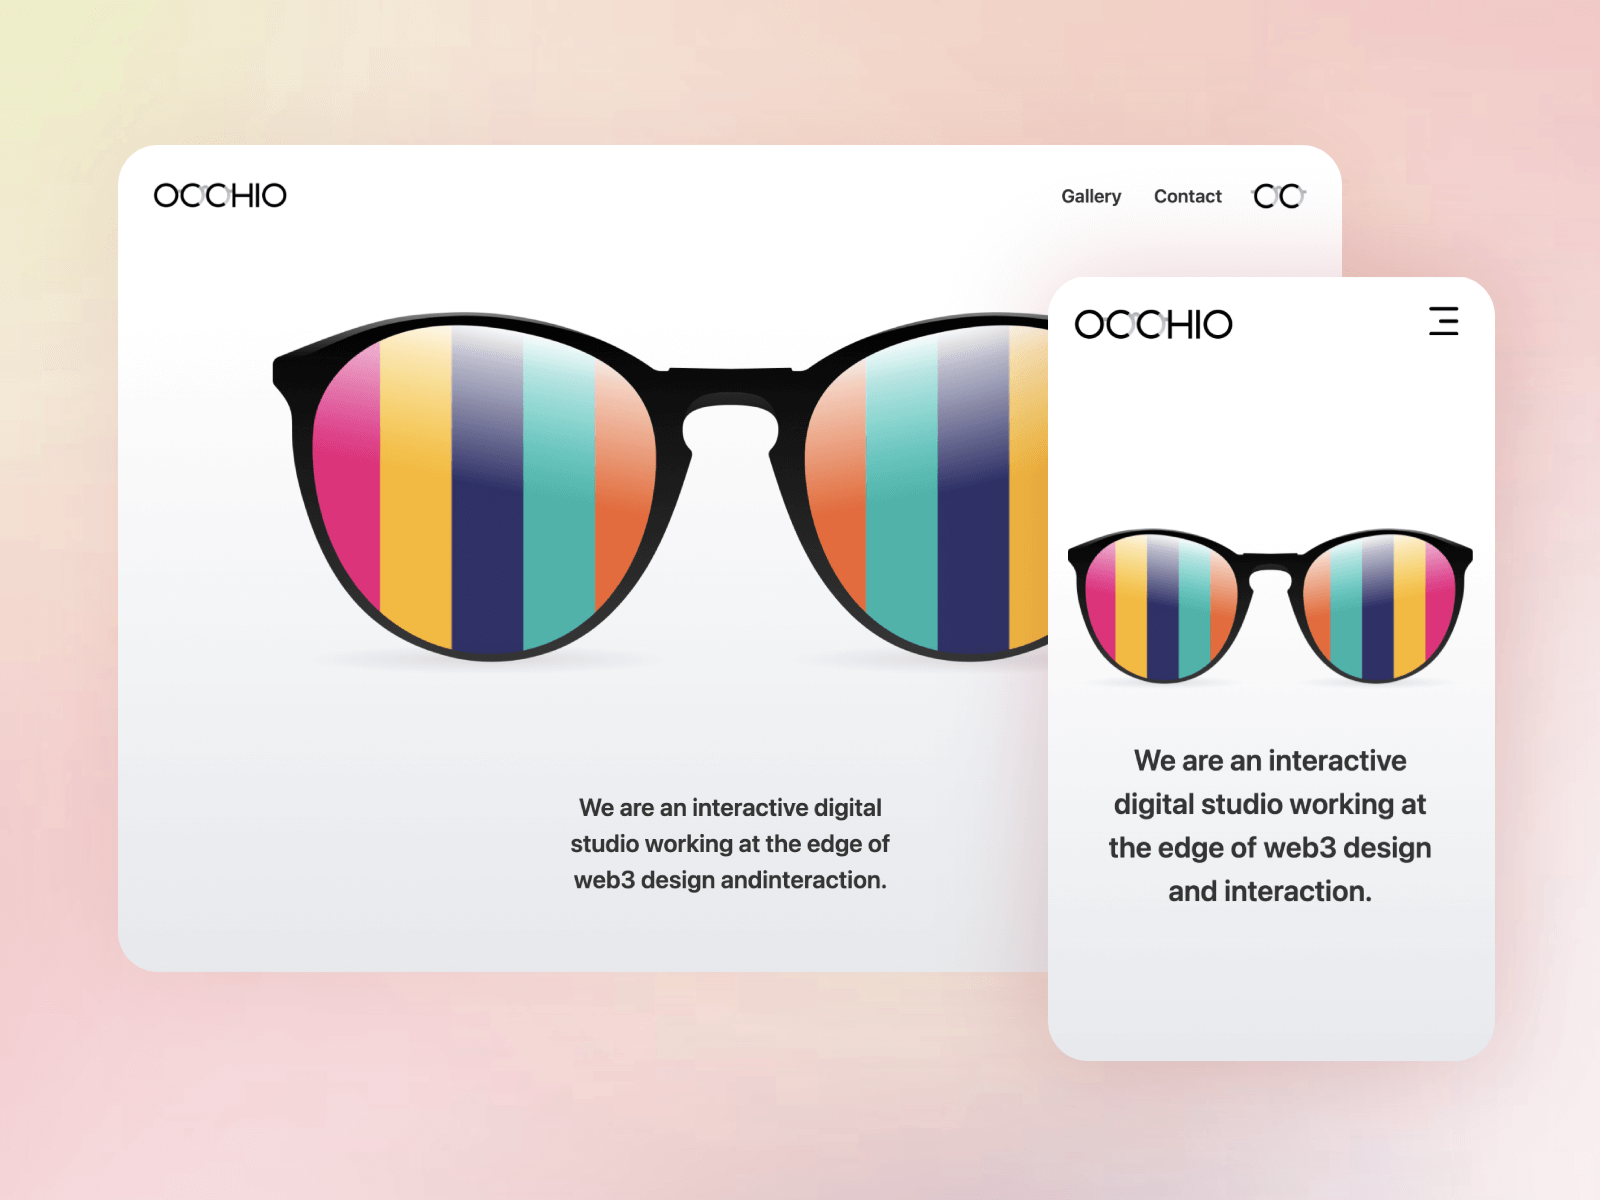 OCCHIO
Gallery Contact
We are an interactive digital
studio working at the edge of
web3 design andinteraction.
OCCHIO
We are an interactive
digital studio working at
the edge of web3 design
and interaction.